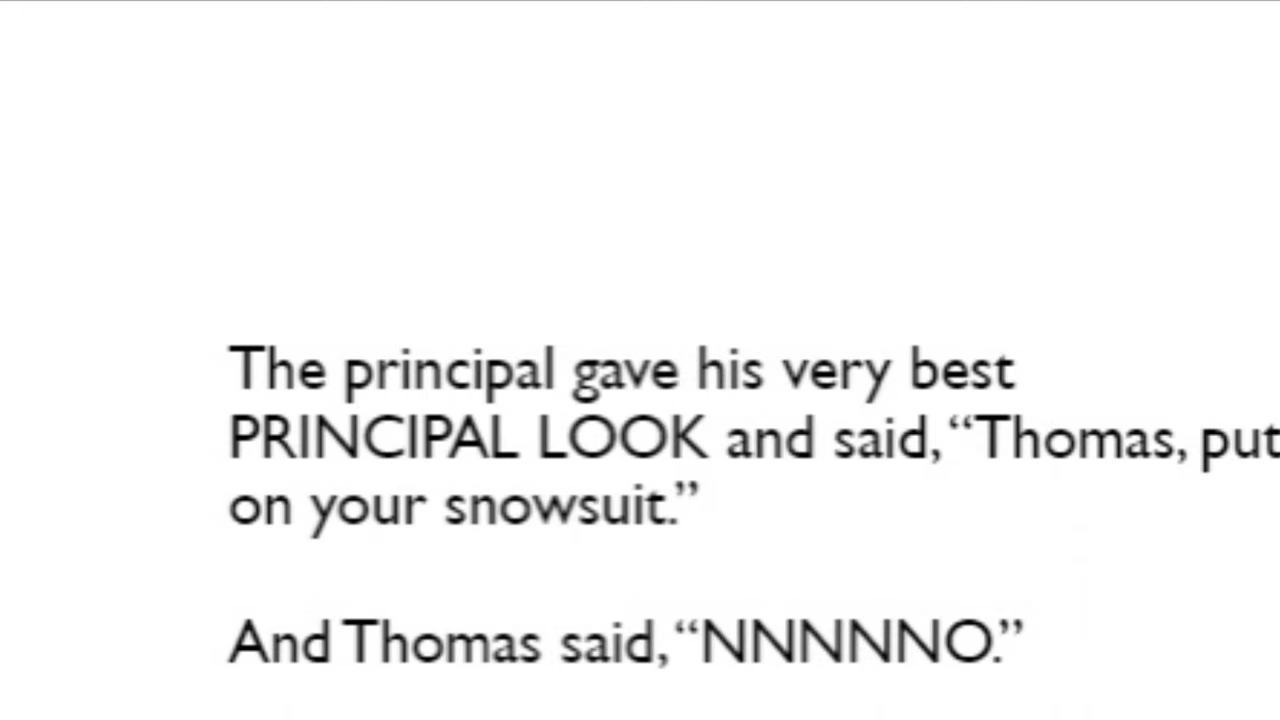 The principal gave his very best
PRINCIPAL LOOK and said, “Thomas, put
on your snowsuit.”
And Thomas said, “NNNNNO.”